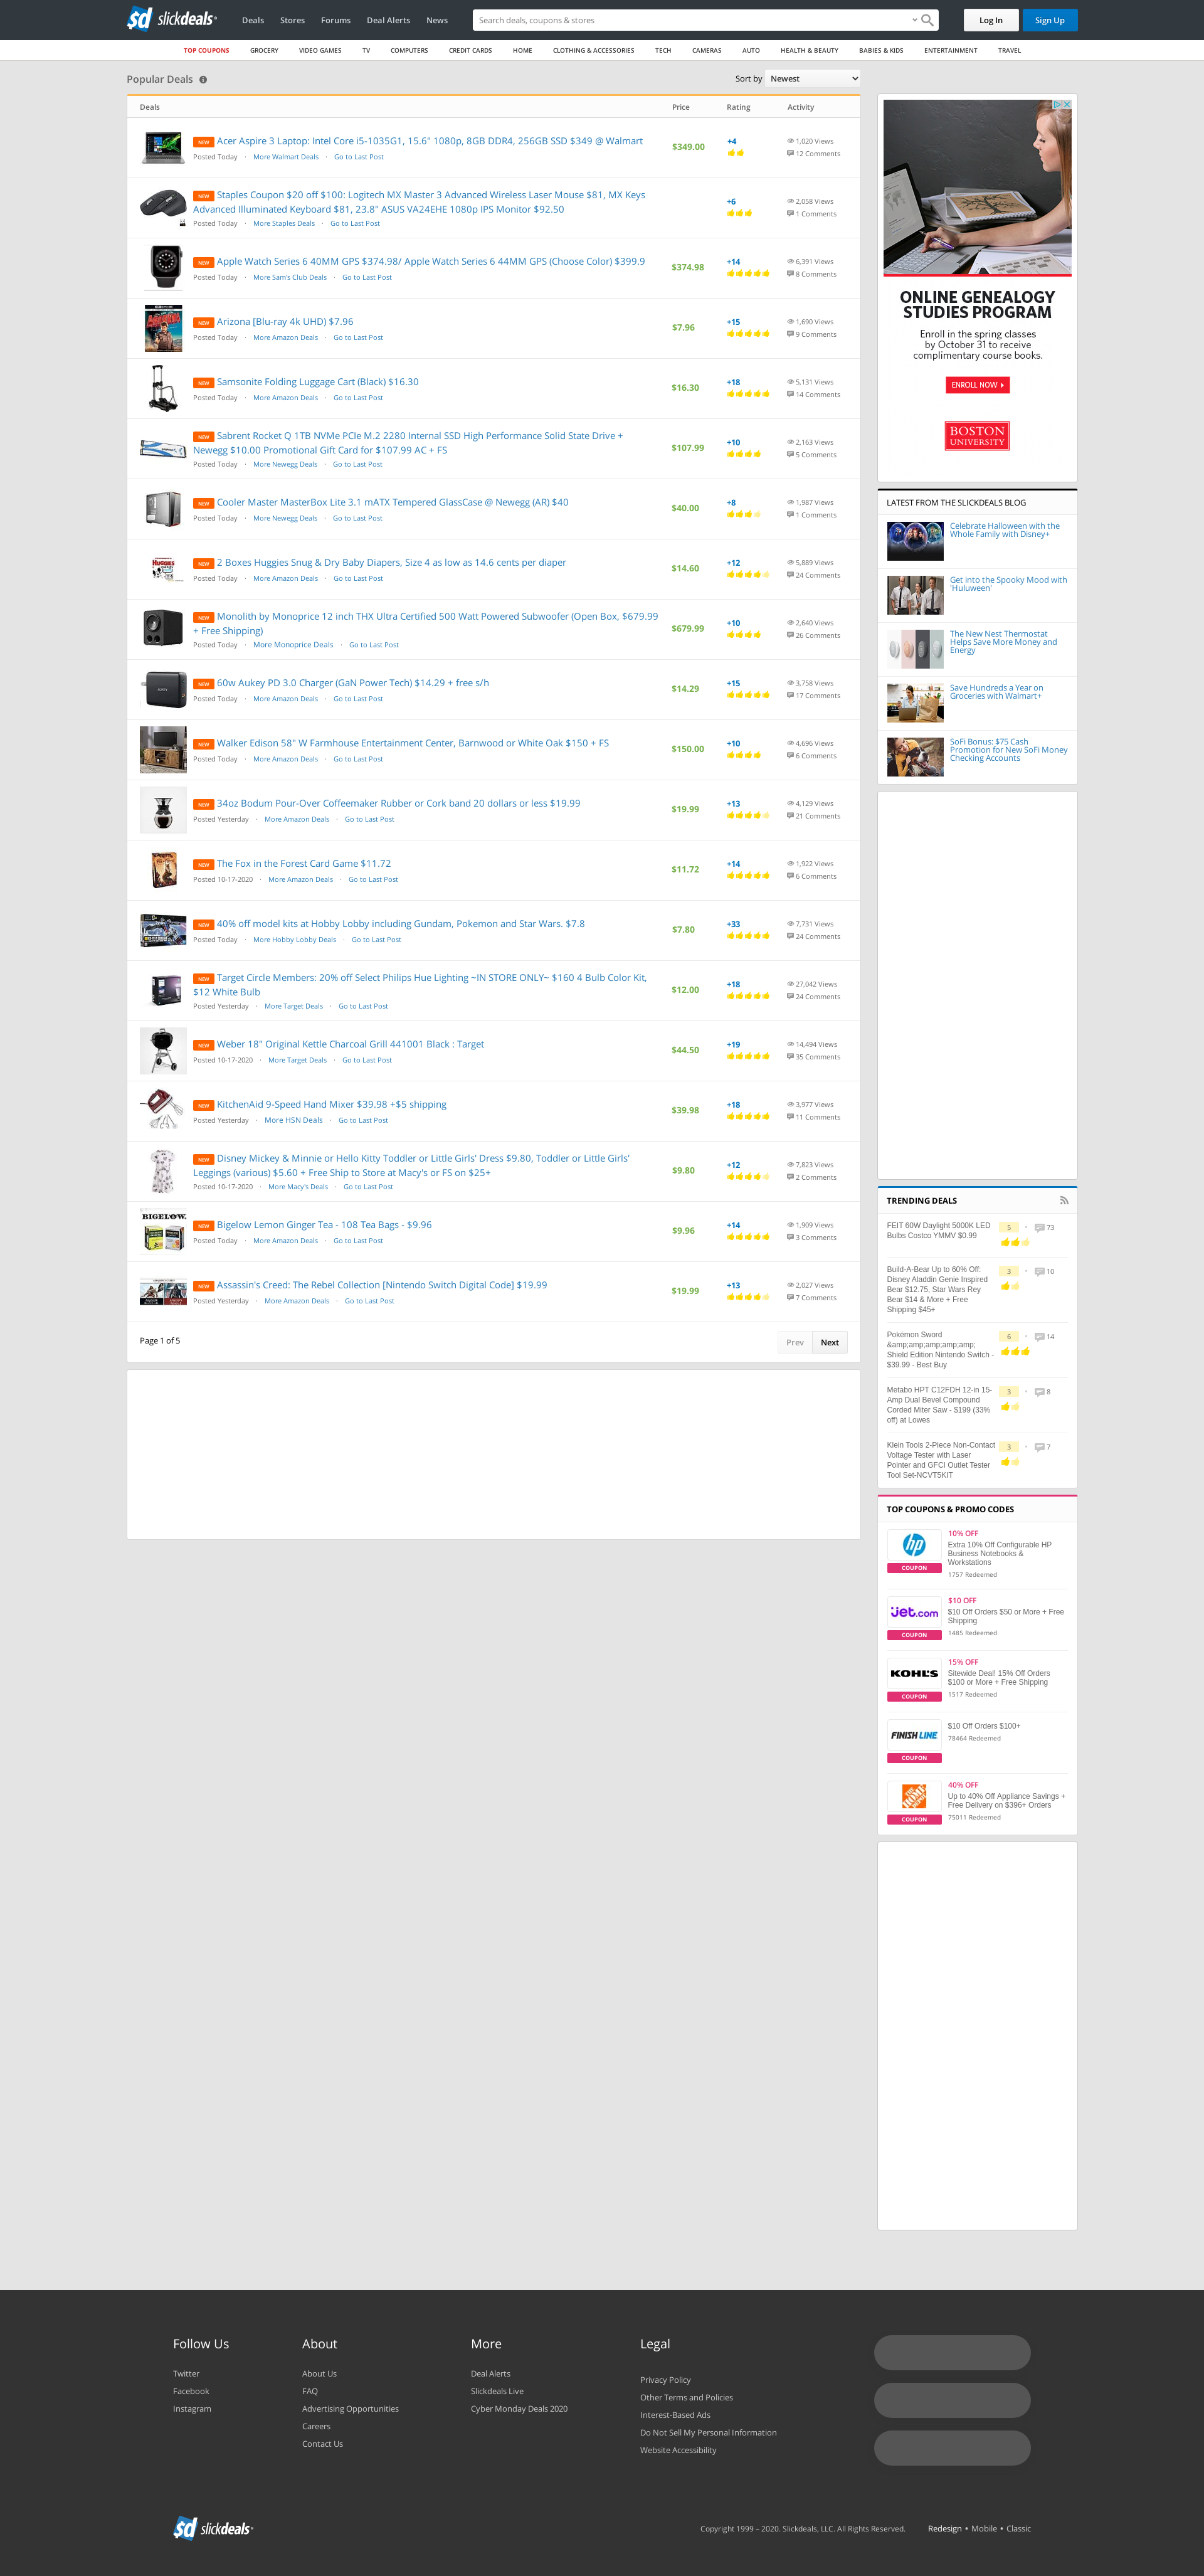 slickdeals
Deals
Stores
Forums
Deal Alerts
News
Search deals, coupons & stores
Log In
Sign Up
TOP COUPONS
GROCERY
VIDEO GAMES
TV
COMPUTERS
CREDIT CARDS
HOME
CLOTHING & ACCESSORIES
TECH
CAMERAS
AUTO
HEALTH & BEAUTY
BABIES & KIDS
ENTERTAINMENT
TRAVEL
Popular Deals
Sort by Newest
Deals Price Rating Activity
NEW Acer Aspire 3 Laptop: Intel Core i5-1035G1, 15.6" 1080p, 8GB DDR4, 256GB SSD $349 @ Walmart
Posted Today · More Walmart Deals · Go to Last Post
$349.00
+4
1,020 Views
12 Comments
NEW Staples Coupon $20 off $100: Logitech MX Master 3 Advanced Wireless Laser Mouse $81, MX Keys
Advanced Illuminated Keyboard $81, 23.8" ASUS VA24EHE 1080p IPS Monitor $92.50
Posted Today · More Staples Deals · Go to Last Post
+6
2,058 Views
1 Comments
NEW Apple Watch Series 6 40MM GPS $374.98/ Apple Watch Series 6 44MM GPS (Choose Color) $399.9
Posted Today · More Sam's Club Deals · Go to Last Post
$374.98
+14
6,391 Views
8 Comments
NEW Arizona [Blu-ray 4k UHD) $7.96
Posted Today · More Amazon Deals · Go to Last Post
$7.96
+15
1,690 Views
9 Comments
NEW Samsonite Folding Luggage Cart (Black) $16.30
Posted Today · More Amazon Deals · Go to Last Post
$16.30
+18
5,131 Views
14 Comments
NEW Sabrent Rocket Q 1TB NVMe PCIe M.2 2280 Internal SSD High Performance Solid State Drive +
Newegg $10.00 Promotional Gift Card for $107.99 AC + FS
Posted Today · More Newegg Deals · Go to Last Post
$107.99
+10
2,163 Views
5 Comments
NEW Cooler Master MasterBox Lite 3.1 mATX Tempered GlassCase @ Newegg (AR) $40
Posted Today · More Newegg Deals · Go to Last Post
$40.00
+8
1,987 Views
1 Comments
NEW 2 Boxes Huggies Snug & Dry Baby Diapers, Size 4 as low as 14.6 cents per diaper
Posted Today · More Amazon Deals · Go to Last Post
$14.60
+12
5,889 Views
24 Comments
NEW Monolith by Monoprice 12 inch THX Ultra Certified 500 Watt Powered Subwoofer (Open Box, $679.99
+ Free Shipping)
Posted Today · More Monoprice Deals · Go to Last Post
$679.99
+10
2,640 Views
26 Comments
NEW 60w Aukey PD 3.0 Charger (GaN Power Tech) $14.29 + free s/h
Posted Today · More Amazon Deals · Go to Last Post
$14.29
+15
3,758 Views
17 Comments
NEW Walker Edison 58" W Farmhouse Entertainment Center, Barnwood or White Oak $150 + FS
Posted Today · More Amazon Deals · Go to Last Post
$150.00
+10
4,696 Views
6 Comments
NEW 34oz Bodum Pour-Over Coffeemaker Rubber or Cork band 20 dollars or less $19.99
Posted Yesterday · More Amazon Deals · Go to Last Post
$19.99
+13
4,129 Views
21 Comments
NEW The Fox in the Forest Card Game $11.72
Posted 10-17-2020 · More Amazon Deals · Go to Last Post
$11.72
+14
1,922 Views
6 Comments
NEW 40% off model kits at Hobby Lobby including Gundam, Pokemon and Star Wars. $7.8
Posted Today · More Hobby Lobby Deals · Go to Last Post
$7.80
+33
7,731 Views
24 Comments
NEW Target Circle Members: 20% off Select Philips Hue Lighting ~IN STORE ONLY~ $160 4 Bulb Color Kit,
$12 White Bulb
Posted Yesterday · More Target Deals · Go to Last Post
$12.00
+18
27,042 Views
24 Comments
NEW Weber 18" Original Kettle Charcoal Grill 441001 Black : Target
Posted 10-17-2020 · More Target Deals · Go to Last Post
$44.50
+19
14,494 Views
35 Comments
NEW KitchenAid 9-Speed Hand Mixer $39.98 +$5 shipping
Posted Yesterday · More HSN Deals · Go to Last Post
$39.98
+18
3,977 Views
11 Comments
NEW Disney Mickey & Minnie or Hello Kitty Toddler or Little Girls' Dress $9.80, Toddler or Little Girls'
Leggings (various) $5.60 + Free Ship to Store at Macy's or FS on $25+
Posted 10-17-2020 · More Macy's Deals · Go to Last Post
$9.80
+12
7,823 Views
2 Comments
BIGELOW
NEW Bigelow Lemon Ginger Tea - 108 Tea Bags - $9.96
Posted Today · More Amazon Deals · Go to Last Post
$9.96
+14
1,909 Views
3 Comments
NEW Assassin's Creed: The Rebel Collection [Nintendo Switch Digital Code] $19.99
Posted Yesterday · More Amazon Deals · Go to Last Post
$19.99
+13
2,027 Views
7 Comments
Page 1 of 5
Prev
Next
ONLINE GENEALOGY
STUDIES PROGRAM
Enroll in the spring classes
by October 31 to receive
complimentary course books.
ENROLL NOW
BOSTON
UNIVERSITY
LATEST FROM THE SLICKDEALS BLOG
Celebrate Halloween with the
Whole Family with Disney+
Get into the Spooky Mood with
'Huluween'
The New Nest Thermostat
Helps Save More Money and
Energy
Save Hundreds a Year on
Groceries with Walmart+
SoFi Bonus: $75 Cash
Promotion for New SoFi Money
Checking Accounts
TRENDING DEALS
FEIT 60W Daylight 5000K LED
Bulbs Costco YMMV $0.99
5 73
Build-A-Bear Up to 60% Off:
Disney Aladdin Genie Inspired
Bear $12.75, Star Wars Rey
Bear $14 & More + Free
Shipping $45+
3 10
Pokémon Sword
&amp;amp;amp;amp;amp;
Shield Edition Nintendo Switch -
$39.99 - Best Buy
6 14
Metabo HPT C12FDH 12-in 15-
Amp Dual Bevel Compound
Corded Miter Saw - $199 (33%
off) at Lowes
3 8
Klein Tools 2-Piece Non-Contact
Voltage Tester with Laser
Pointer and GFCI Outlet Tester
Tool Set-NCVT5KIT
3 7
TOP COUPONS & PROMO CODES
hp
COUPON
10% OFF
Extra 10% Off Configurable HP
Business Notebooks &
Workstations
1757 Redeemed
jet.com
COUPON
$10 OFF
$10 Off Orders $50 or More + Free
Shipping
1485 Redeemed
KOHL'S
COUPON
15% OFF
Sitewide Deal! 15% Off Orders
$100 or More + Free Shipping
1517 Redeemed
FINISH LINE
COUPON
$10 Off Orders $100+
78464 Redeemed
COUPON
40% OFF
Up to 40% Off Appliance Savings +
Free Delivery on $396+ Orders
75011 Redeemed
Follow Us
Twitter
Facebook
Instagram
About
About Us
FAQ
Advertising Opportunities
Careers
Contact Us
More
Deal Alerts
Slickdeals Live
Cyber Monday Deals 2020
Legal
Privacy Policy
Other Terms and Policies
Interest-Based Ads
Do Not Sell My Personal Information
Website Accessibility
slickdeals
Copyright 1999 – 2020. Slickdeals, LLC. All Rights Reserved.
Redesign • Mobile • Classic